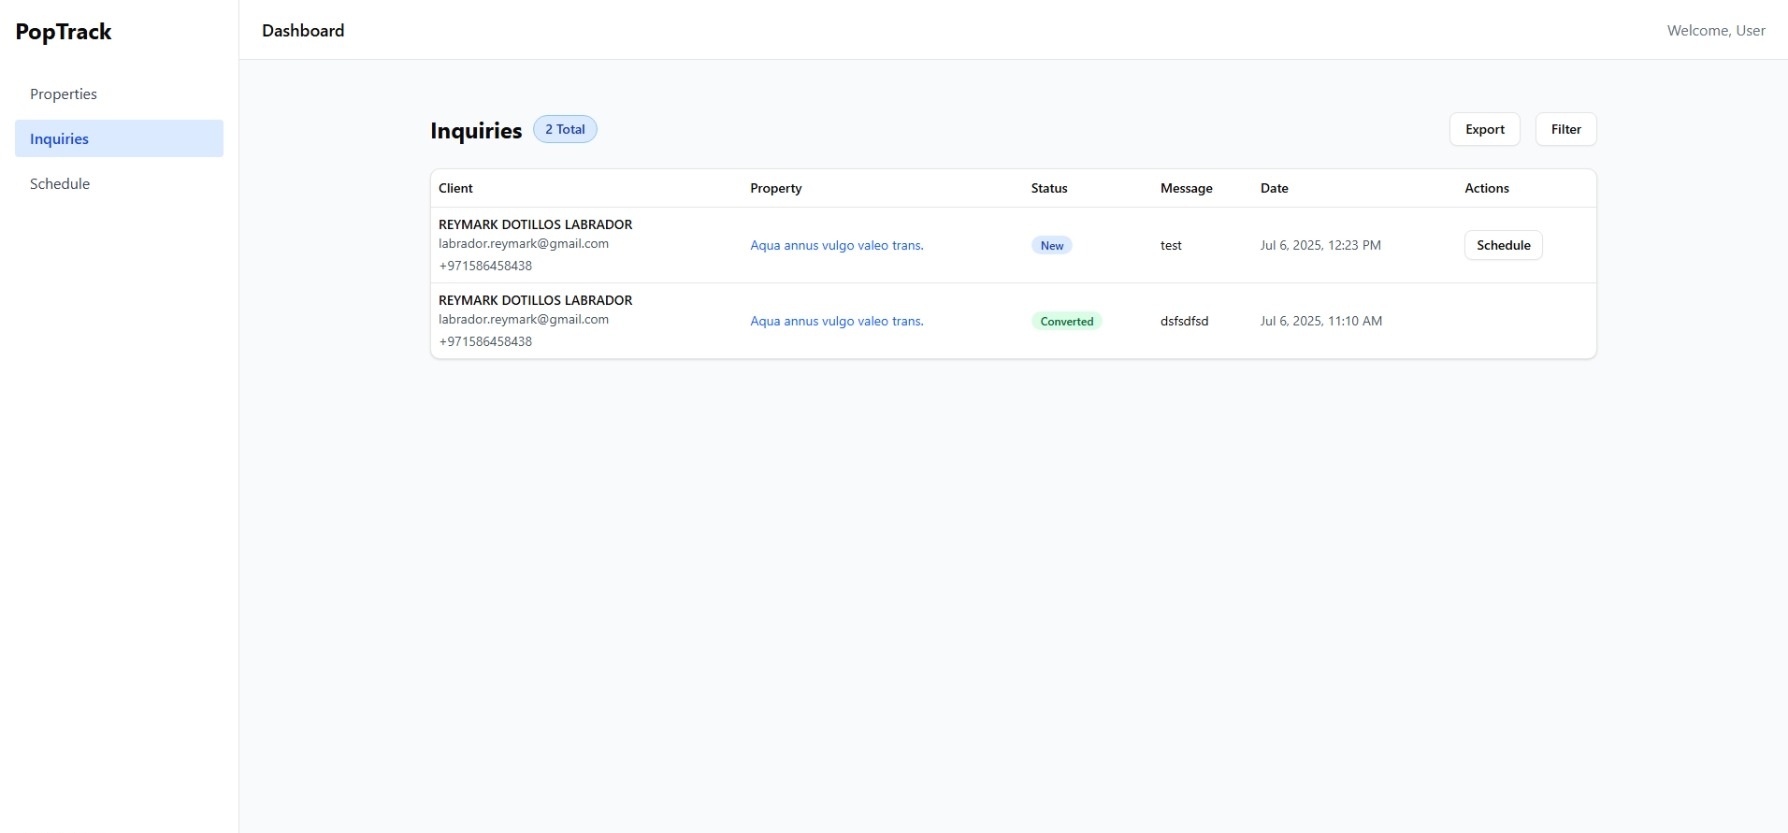 PopTrack
Dashboard
Welcome, User
Properties
Inquiries
Schedule
Inquiries 2 Total
Export Filter
Client Property Status Message Date Actions
REYMARK DOTILLOS LABRADOR
labrador.reymark@gmail.com
+971586458438
Aqua annus vulgo valeo trans. New test Jul 6, 2025, 12:23 PM Schedule
REYMARK DOTILLOS LABRADOR
labrador.reymark@gmail.com
+971586458438
Aqua annus vulgo valeo trans. Converted dsfsdfsd Jul 6, 2025, 11:10 AM